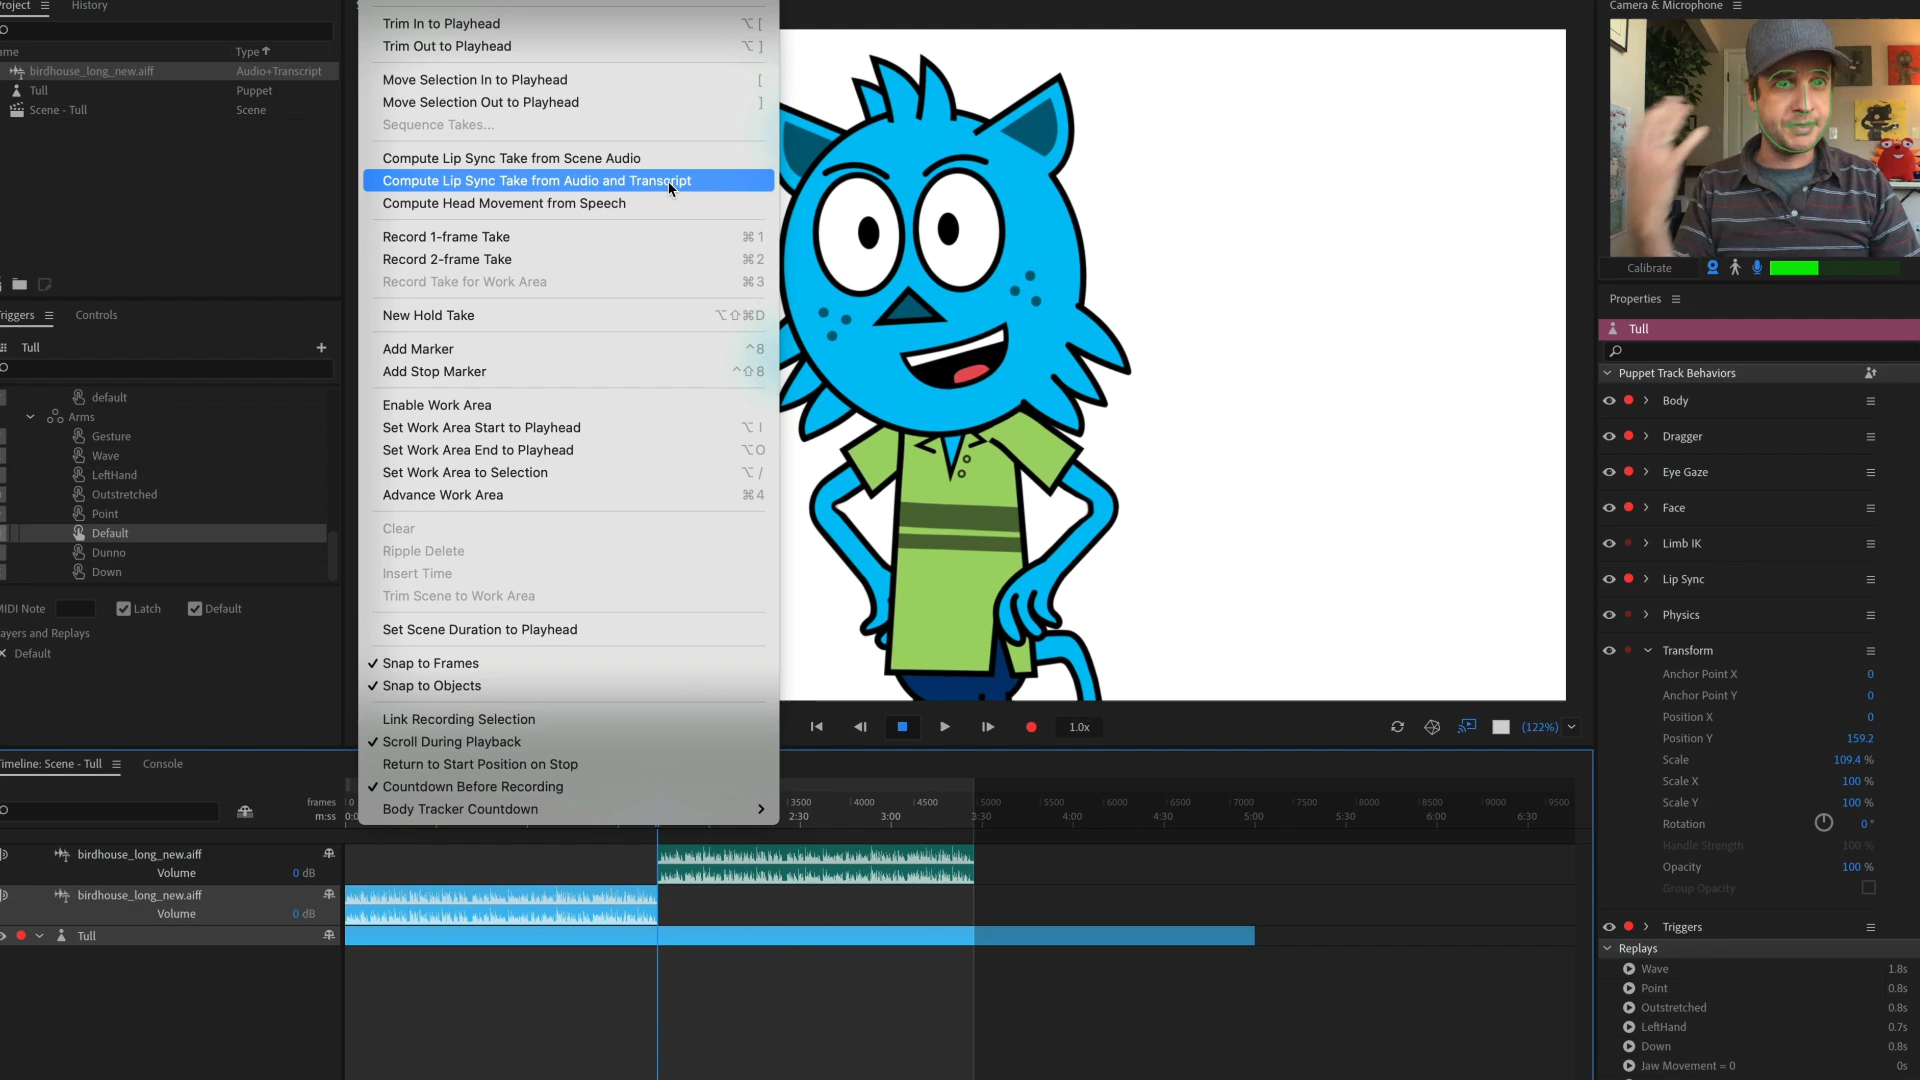 Project
History
ame
Type
birdhouse_long_new.aiff
Audio+Transcript
Tull
Puppet
Scene - Tull
Scene
riggers
Controls
Tull
default
Arms
Gesture
Wave
LeftHand
Outstretched
Point
Default
Dunno
Down
MIDI Note
Latch
Default
ayers and Replays
Default
Trim In to Playhead ⌥ [
Trim Out to Playhead ⌥ ]
Move Selection In to Playhead [
Move Selection Out to Playhead ]
Sequence Takes...
Compute Lip Sync Take from Scene Audio
Compute Lip Sync Take from Audio and Transcript
Compute Head Movement from Speech
Record 1-frame Take ⌘ 1
Record 2-frame Take ⌘ 2
Record Take for Work Area ⌘ 3
New Hold Take ⌥⇧⌘D
Add Marker ^ 8
Add Stop Marker ^⇧ 8
Enable Work Area
Set Work Area Start to Playhead ⌥ I
Set Work Area End to Playhead ⌥ O
Set Work Area to Selection ⌥ /
Advance Work Area ⌘ 4
Clear
Ripple Delete
Insert Time
Trim Scene to Work Area
Set Scene Duration to Playhead
✓ Snap to Frames
✓ Snap to Objects
Link Recording Selection
✓ Scroll During Playback
Return to Start Position on Stop
✓ Countdown Before Recording
Body Tracker Countdown
1.0x
(122%)
Camera & Microphone
Calibrate
Properties
Tull
Puppet Track Behaviors
Body
Dragger
Eye Gaze
Face
Limb IK
Lip Sync
Physics
Transform
Anchor Point X 0
Anchor Point Y 0
Position X 0
Position Y 159.2
Scale 109.4 %
Scale X 100 %
Scale Y 100 %
Rotation 0 °
Handle Strength 100 %
Opacity 100 %
Group Opacity
Triggers
Replays
Wave 1.8s
Point 0.8s
Outstretched 0.8s
LeftHand 0.7s
Down 0.8s
Jaw Movement = 0 0s
Timeline: Scene - Tull
Console
frames 0 3500 4000 4500 5000 5500 6000 6500 7000 7500 8000 8500 9000 9500
m:ss 0:0 2:30 3:00 3:30 4:00 4:30 5:00 5:30 6:00 6:30
birdhouse_long_new.aiff
Volume 0 dB
birdhouse_long_new.aiff
Volume 0 dB
Tull